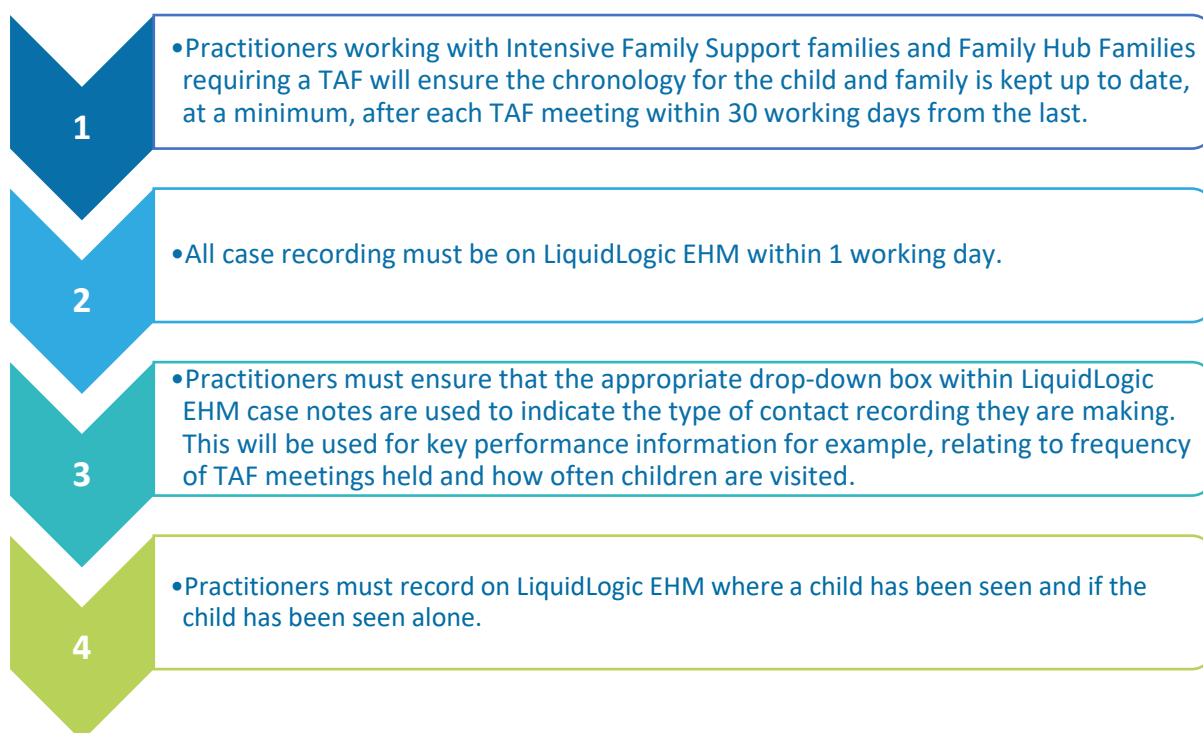 1
•Practitioners working with Intensive Family Support families and Family Hub Families
requiring a TAF will ensure the chronology for the child and family is kept up to date,
at a minimum, after each TAF meeting within 30 working days from the last.
2
•All case recording must be on LiquidLogic EHM within 1 working day.
3
•Practitioners must ensure that the appropriate drop-down box within LiquidLogic
EHM case notes are used to indicate the type of contact recording they are making.
This will be used for key performance information for example, relating to frequency
of TAF meetings held and how often children are visited.
4
•Practitioners must record on LiquidLogic EHM where a child has been seen and if the
child has been seen alone.